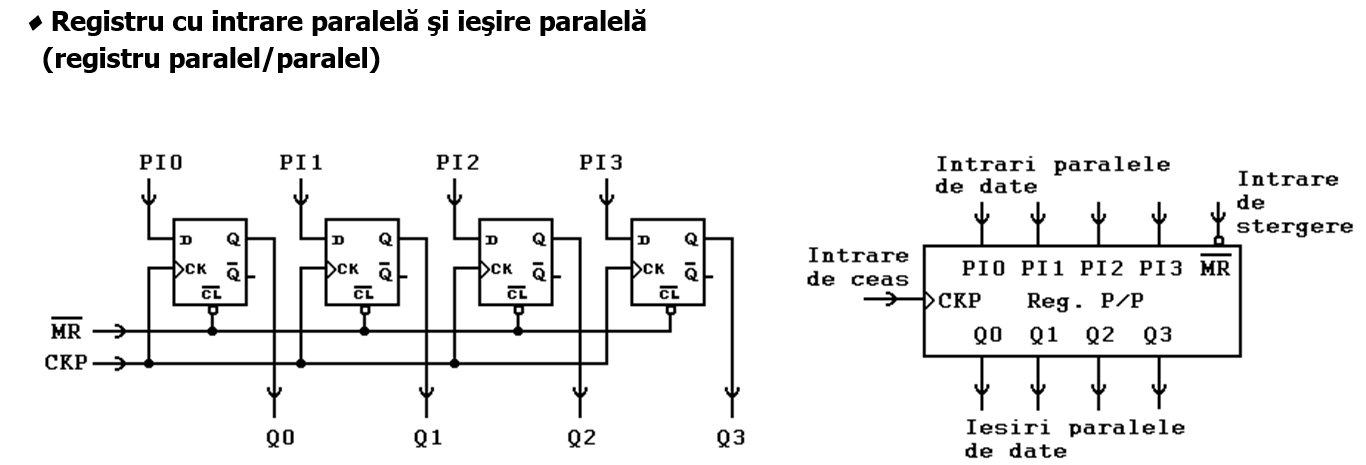 ♦ Registru cu intrare paralelă şi ieşire paralelă
(registru paralel/paralel)
PI0 PI1 PI2 PI3
D Q D Q D Q D Q
CK Q̅ CK Q̅ CK Q̅ CK Q̅
C̅L̅ C̅L̅ C̅L̅ C̅L̅
M̅R̅
CKP
Q0 Q1 Q2 Q3
Intrari paralele
de date
Intrare
de
stergere
Intrare
de ceas
PI0 PI1 PI2 PI3 M̅R̅
CKP Reg. P/P
Q0 Q1 Q2 Q3
Iesiri paralele
de date